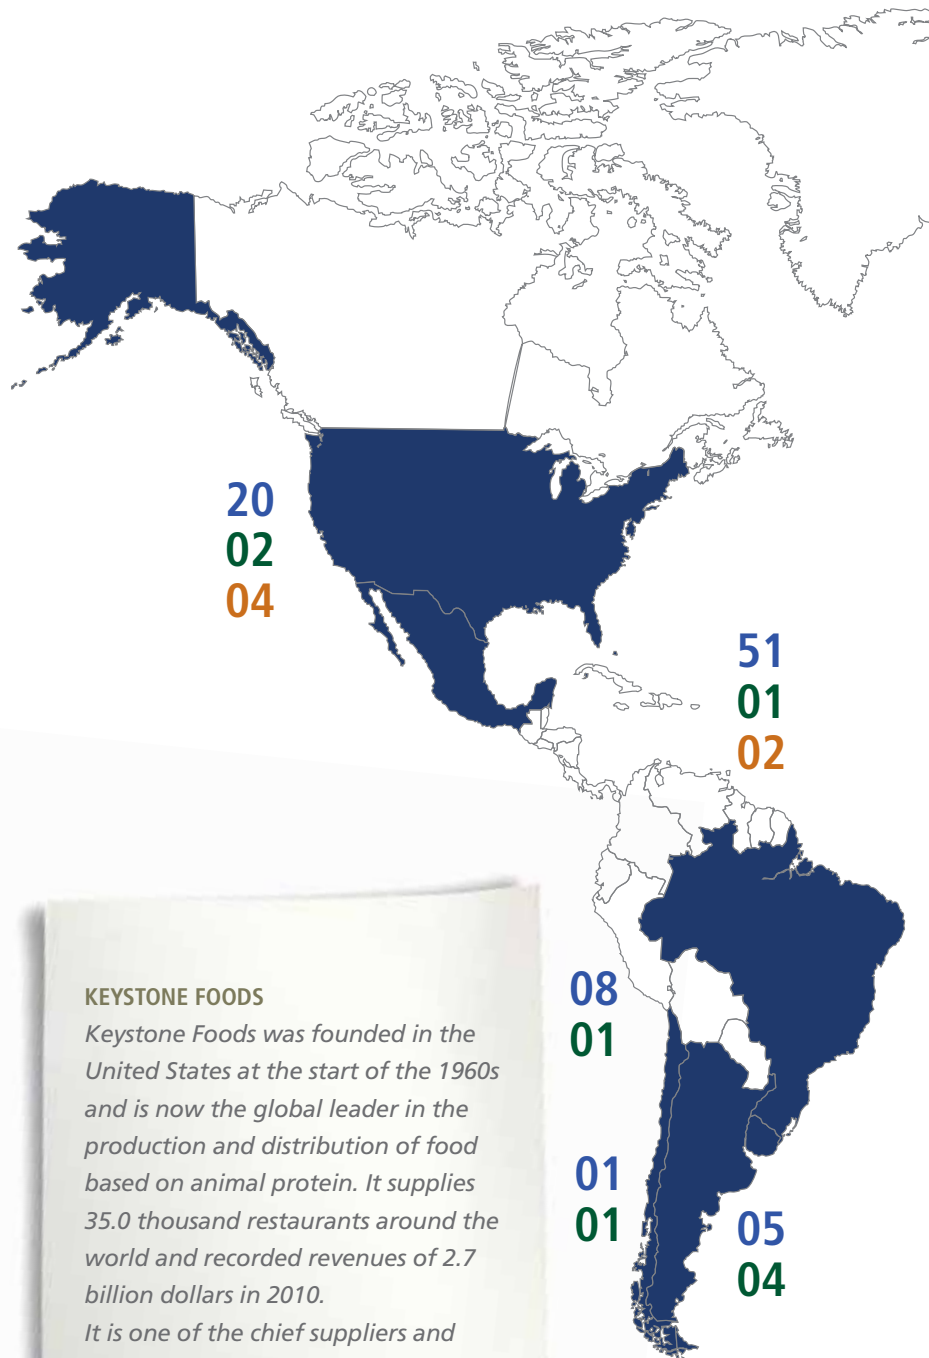 20
02
04
51
01
02
08
01
01
01
05
04
KEYSTONE FOODS
Keystone Foods was founded in the
United States at the start of the 1960s
and is now the global leader in the
production and distribution of food
based on animal protein. It supplies
35.0 thousand restaurants around the
world and recorded revenues of 2.7
billion dollars in 2010.
It is one of the chief suppliers and